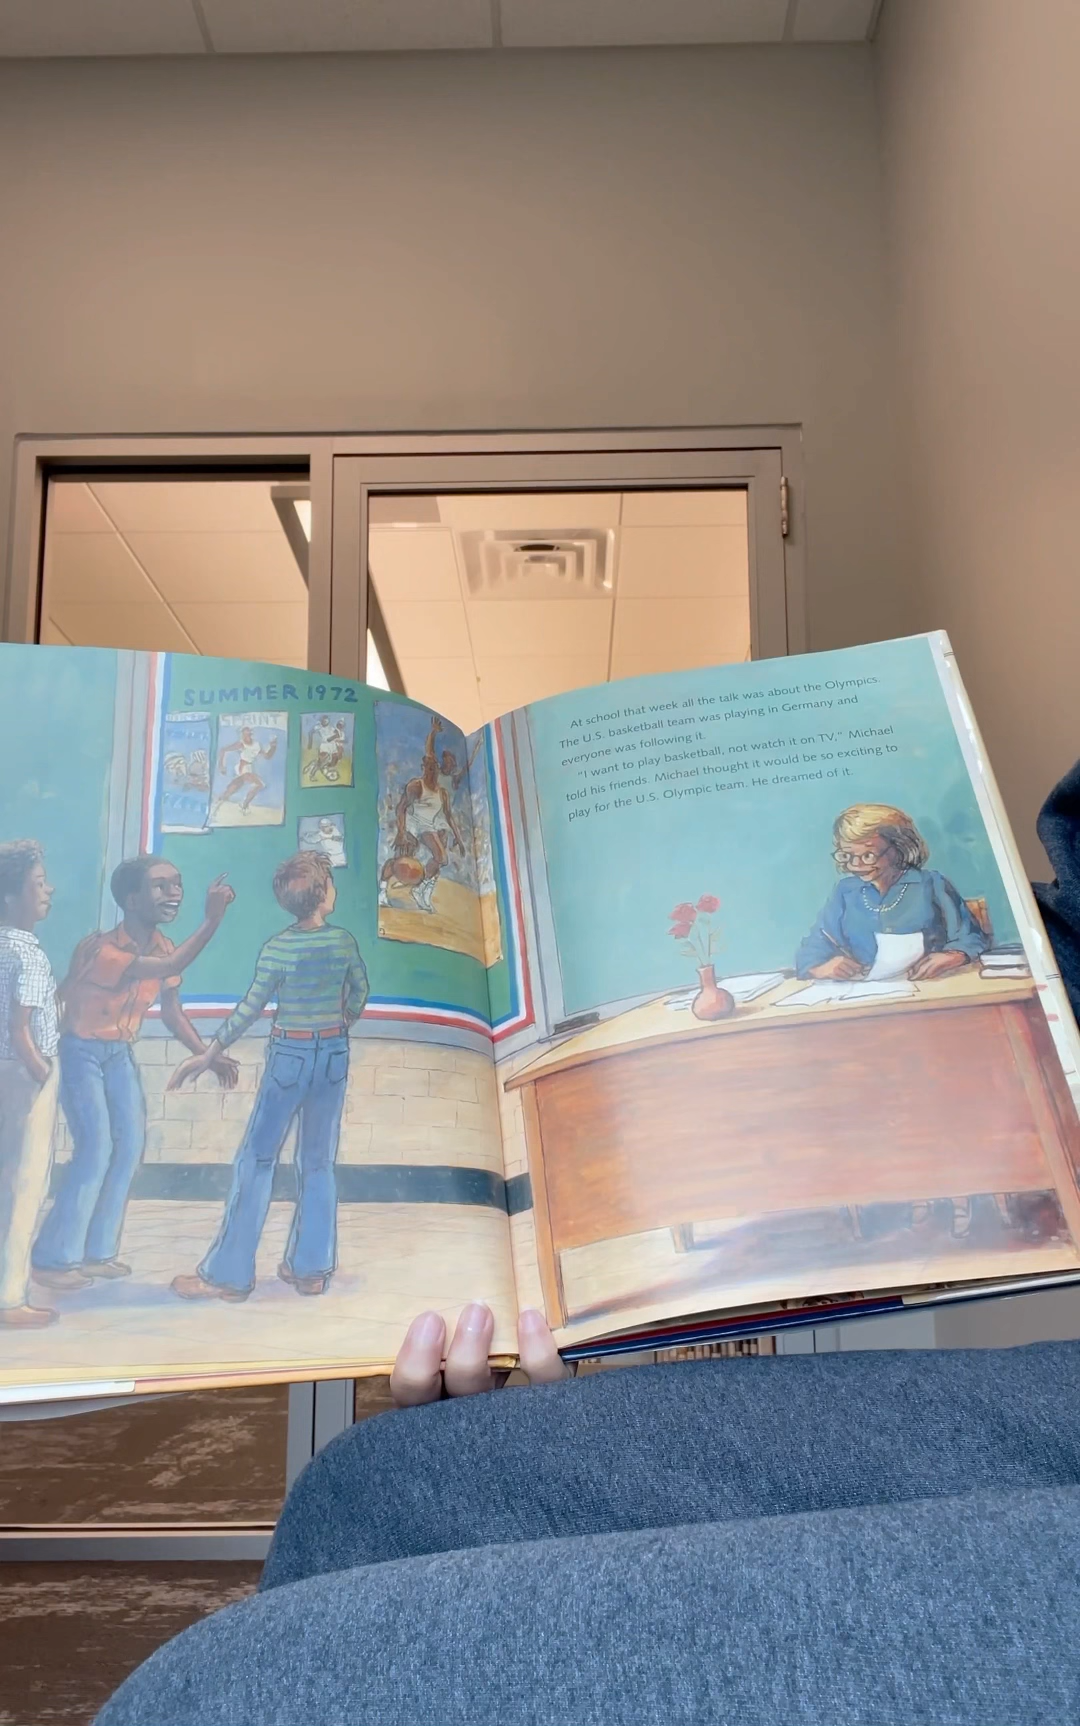 SUMMER 1972
SPRINT
At school that week all the talk was about the Olympics.
The U.S. basketball team was playing in Germany and
everyone was following it.
"I want to play basketball, not watch it on TV," Michael
told his friends. Michael thought it would be so exciting to
play for the U.S. Olympic team. He dreamed of it.